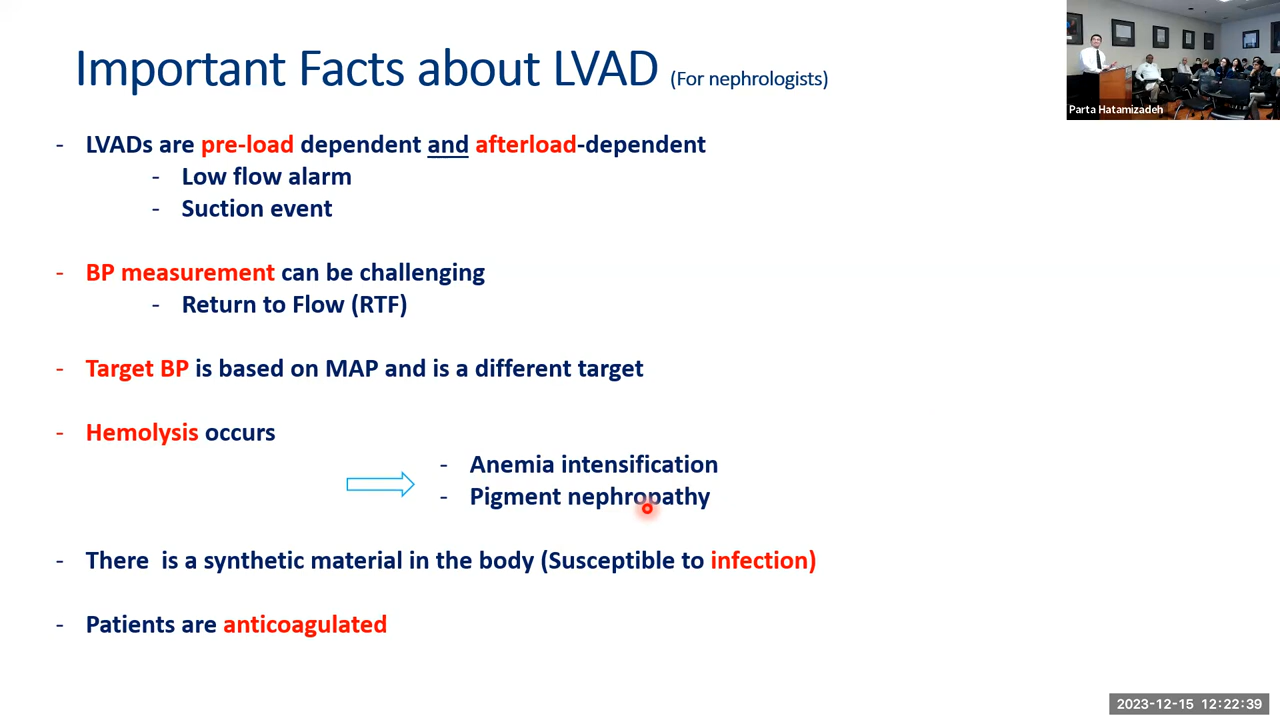 Important Facts about LVAD (For nephrologists)
Parta Hatamizadeh
- LVADs are pre-load dependent and afterload-dependent
- Low flow alarm
- Suction event
- BP measurement can be challenging
- Return to Flow (RTF)
- Target BP is based on MAP and is a different target
- Hemolysis occurs
- Anemia intensification
- Pigment nephropathy
- There is a synthetic material in the body (Susceptible to infection)
- Patients are anticoagulated
2023-12-15 12:22:39